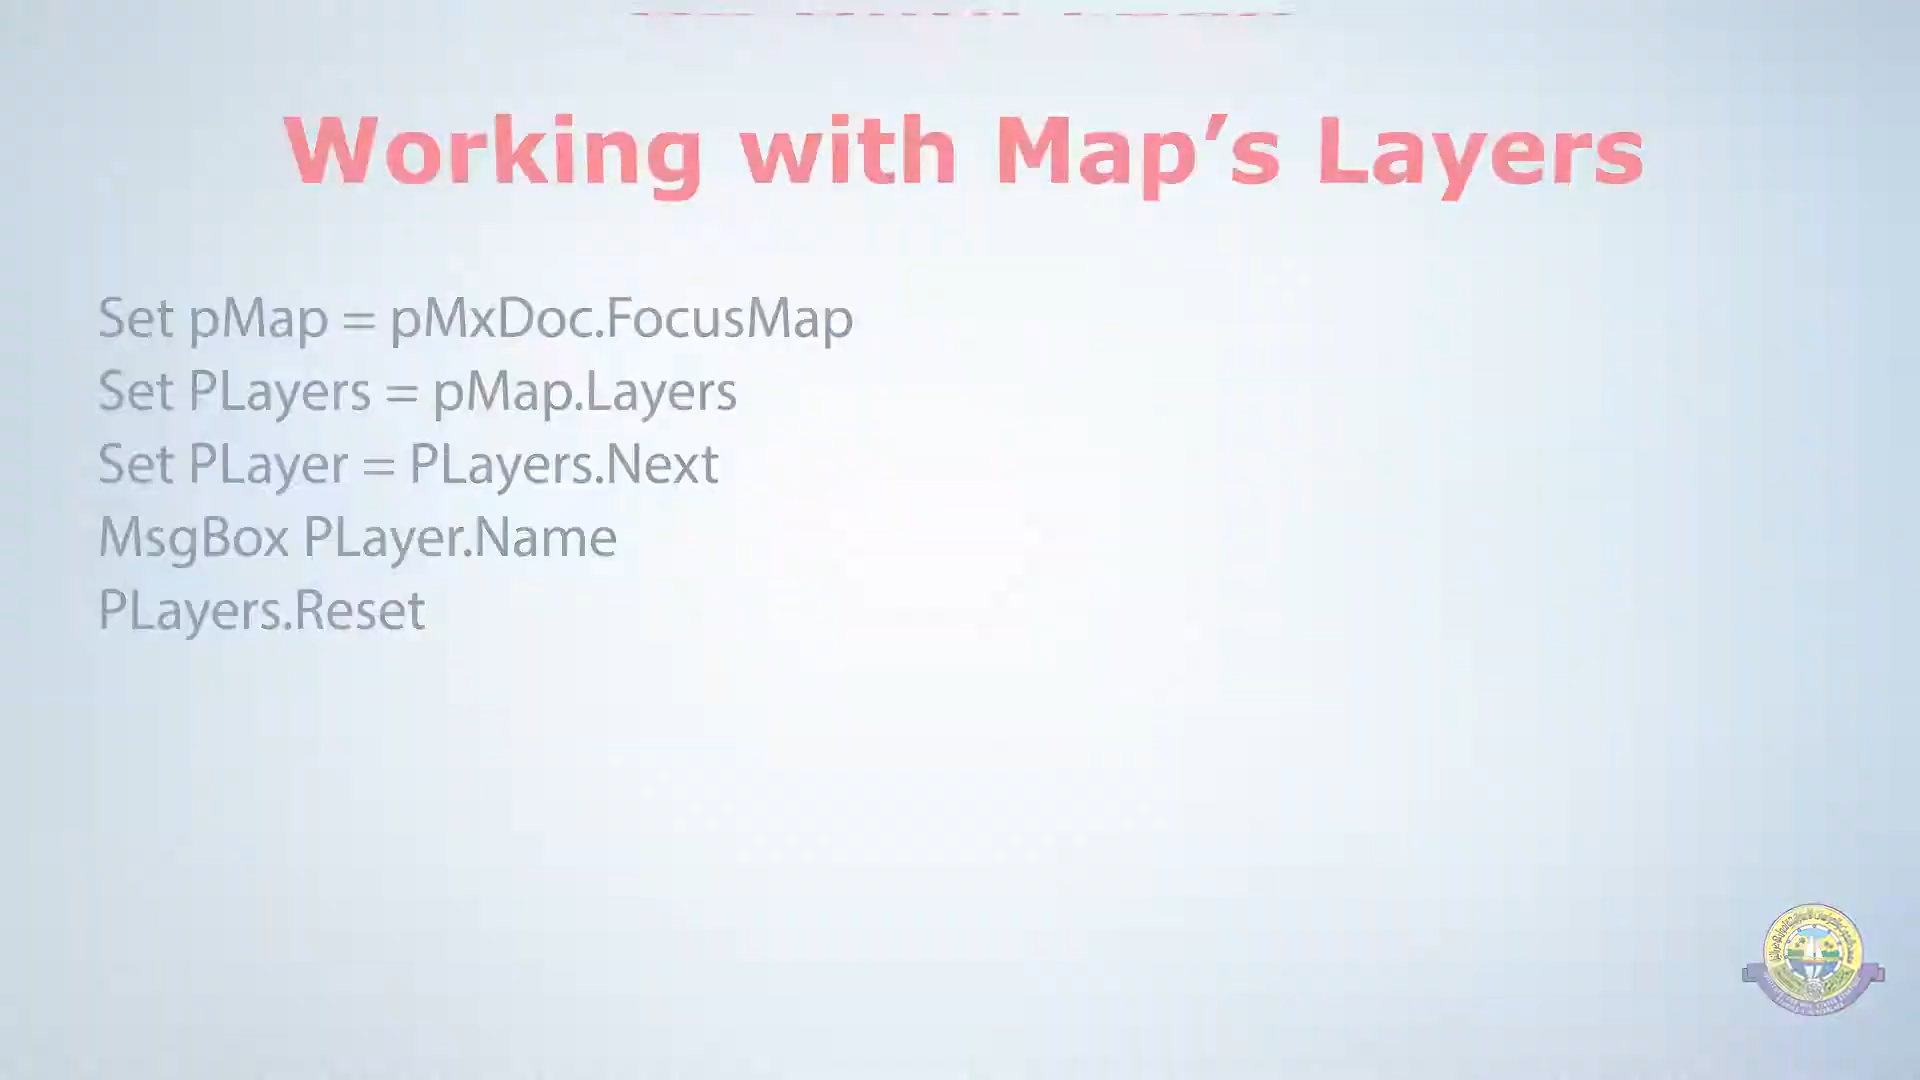 Working with Map’s Layers
Set pMap = pMxDoc.FocusMap
Set PLayers = pMap.Layers
Set PLayer = PLayers.Next
MsgBox PLayer.Name
PLayers.Reset